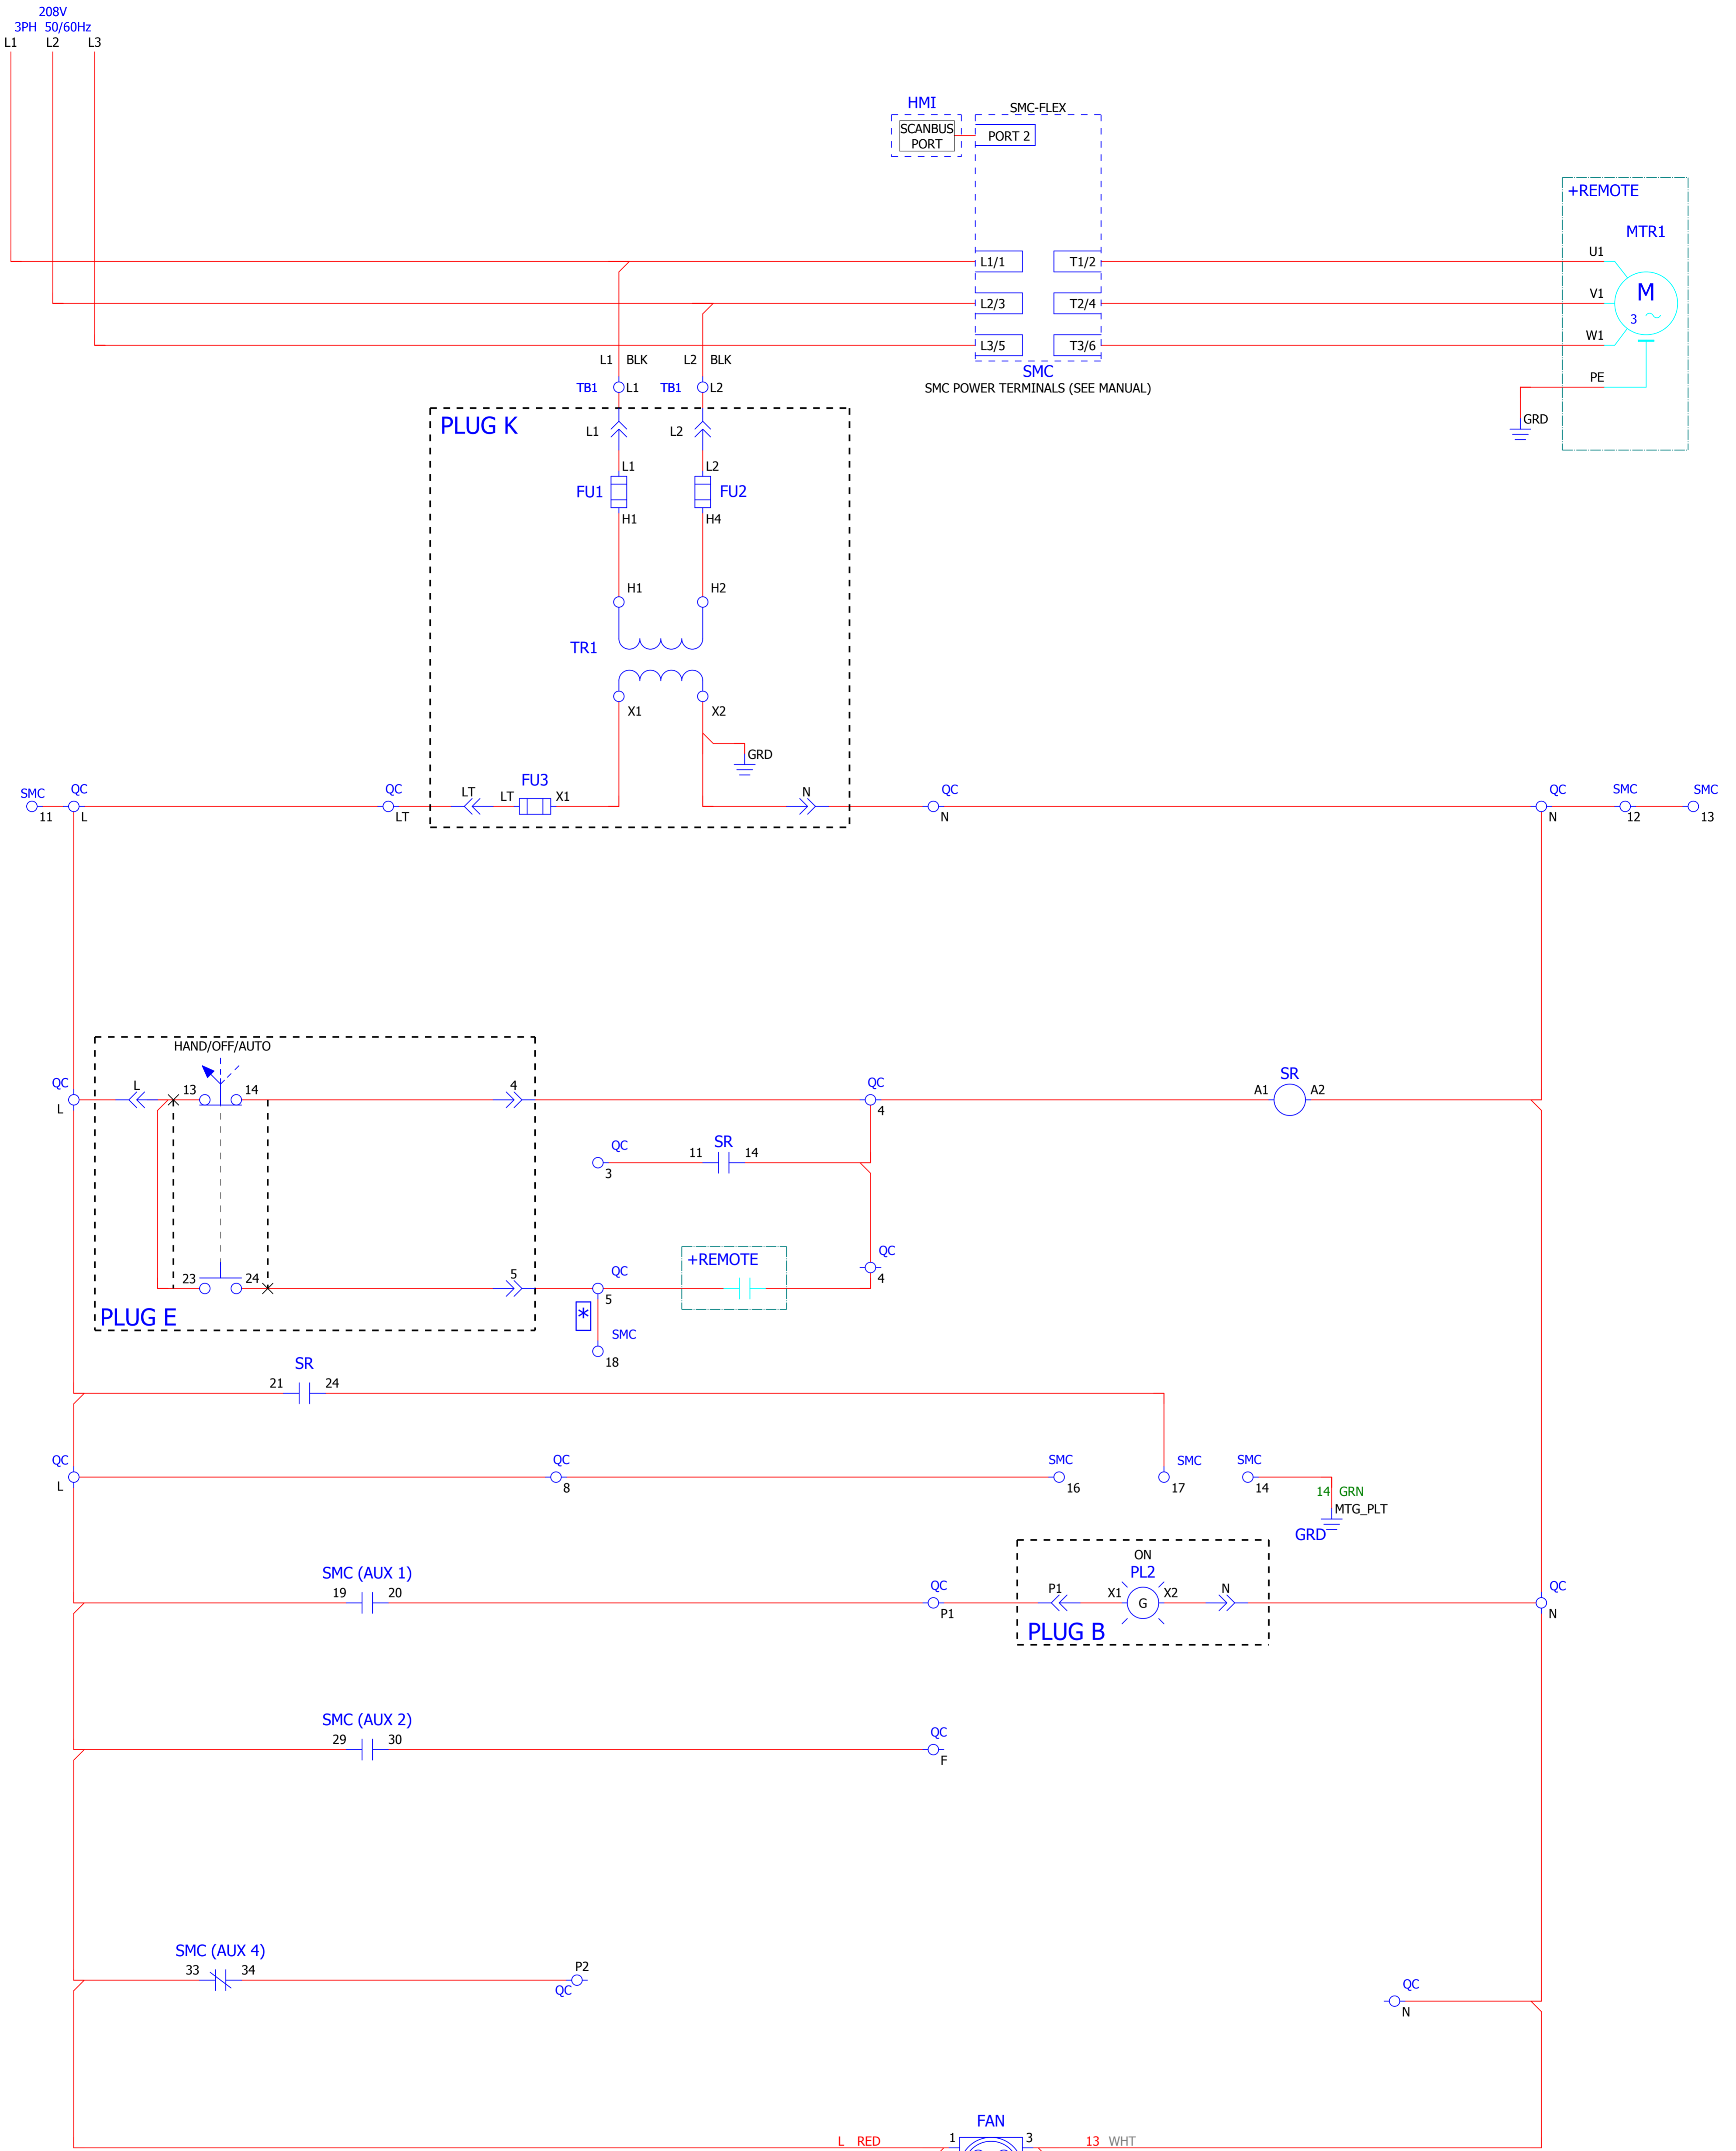 208V
3PH 50/60Hz
L1 L2 L3
HMI
SMC-FLEX
SCANBUS
PORT
PORT 2
+REMOTE
MTR1
L1/1 T1/2 U1
L2/3 T2/4 V1
M
3
L3/5 T3/6 W1
L1 BLK L2 BLK
SMC
SMC POWER TERMINALS (SEE MANUAL)
PE
GRD
TB1 L1 TB1 L2
PLUG K
L1 L2
L1 L2
FU1 FU2
H1 H4
H1 H2
TR1
X1 X2
GRD
FU3
SMC QC QC LT LT X1 N QC QC SMC SMC
11 L LT N N 12 13
HAND/OFF/AUTO
QC L 13 14 4 QC SR
L 4 A1 A2
QC 11 SR 14
3
+REMOTE QC
4
23 24 5 QC
5
PLUG E
*
SMC
18
SR
21 24
QC QC SMC SMC SMC
L 8 16 17 14
14 GRN
MTG_PLT
GRD
ON
PL2
SMC (AUX 1)
19 20 QC P1 X1 G X2 N QC
P1 N
PLUG B
SMC (AUX 2)
29 30 QC
F
SMC (AUX 4)
33 34 P2
QC
QC
N
FAN
L RED 1 3 13 WHT